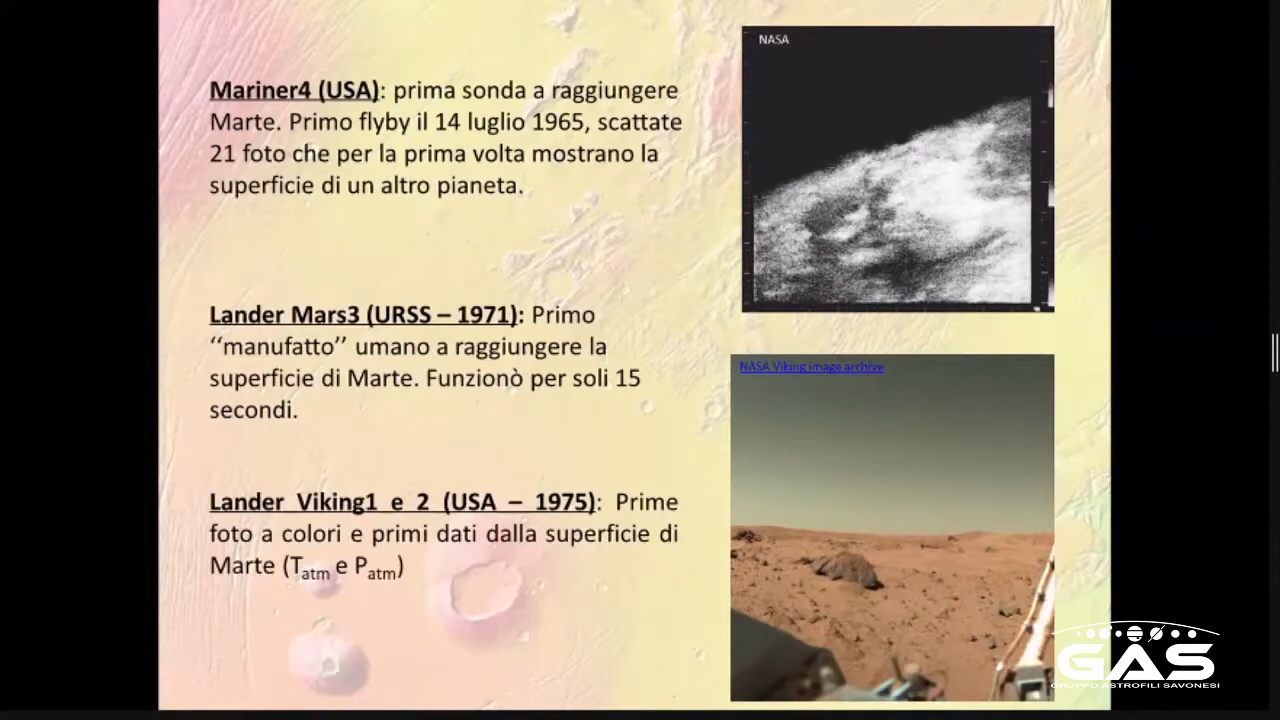 Mariner4 (USA): prima sonda a raggiungere
Marte. Primo flyby il 14 luglio 1965, scattate
21 foto che per la prima volta mostrano la
superficie di un altro pianeta.
NASA
Lander Mars3 (URSS – 1971): Primo
‘‘manufatto’’ umano a raggiungere la
superficie di Marte. Funzionò per soli 15
secondi.
NASA Viking image archive
Lander Viking1 e 2 (USA – 1975): Prime
foto a colori e primi dati dalla superficie di
Marte (Tatm e Patm)
GAS
GRUPPO ASTROFILI SAVONESI